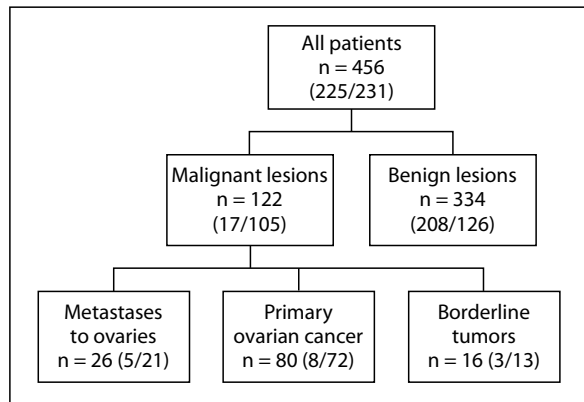 All patients
n = 456
(225/231)
Malignant lesions
n = 122
(17/105)
Benign lesions
n = 334
(208/126)
Metastases
to ovaries
n = 26 (5/21)
Primary
ovarian cancer
n = 80 (8/72)
Borderline
tumors
n = 16 (3/13)